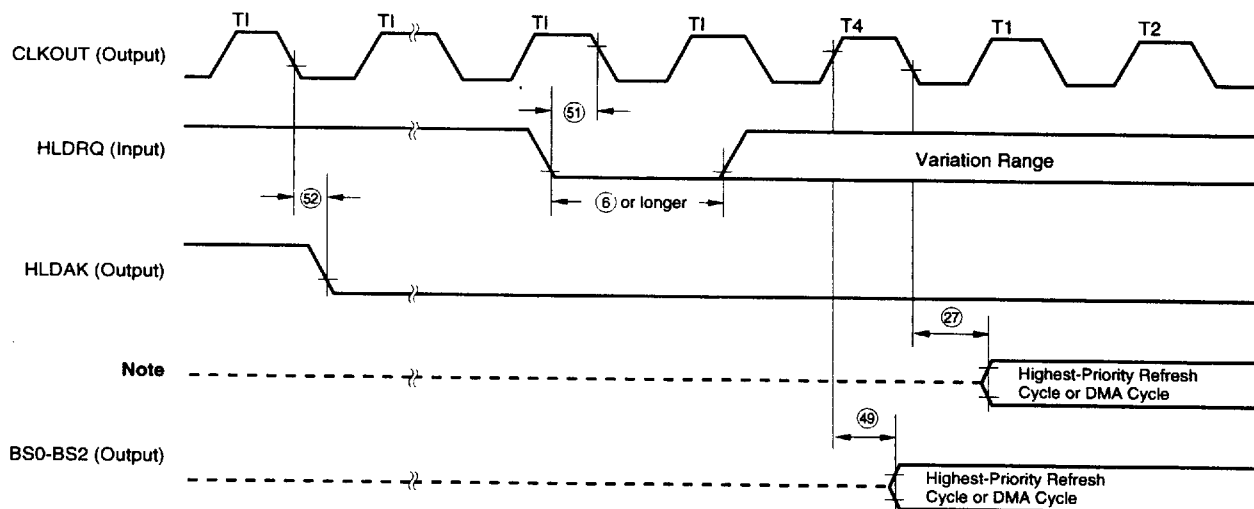 TI TI TI TI T4 T1 T2
CLKOUT (Output)
51
HLDRQ (Input)
Variation Range
52
6 or longer
HLDAK (Output)
27
Note
Highest-Priority Refresh
Cycle or DMA Cycle
49
BS0-BS2 (Output)
Highest-Priority Refresh
Cycle or DMA Cycle